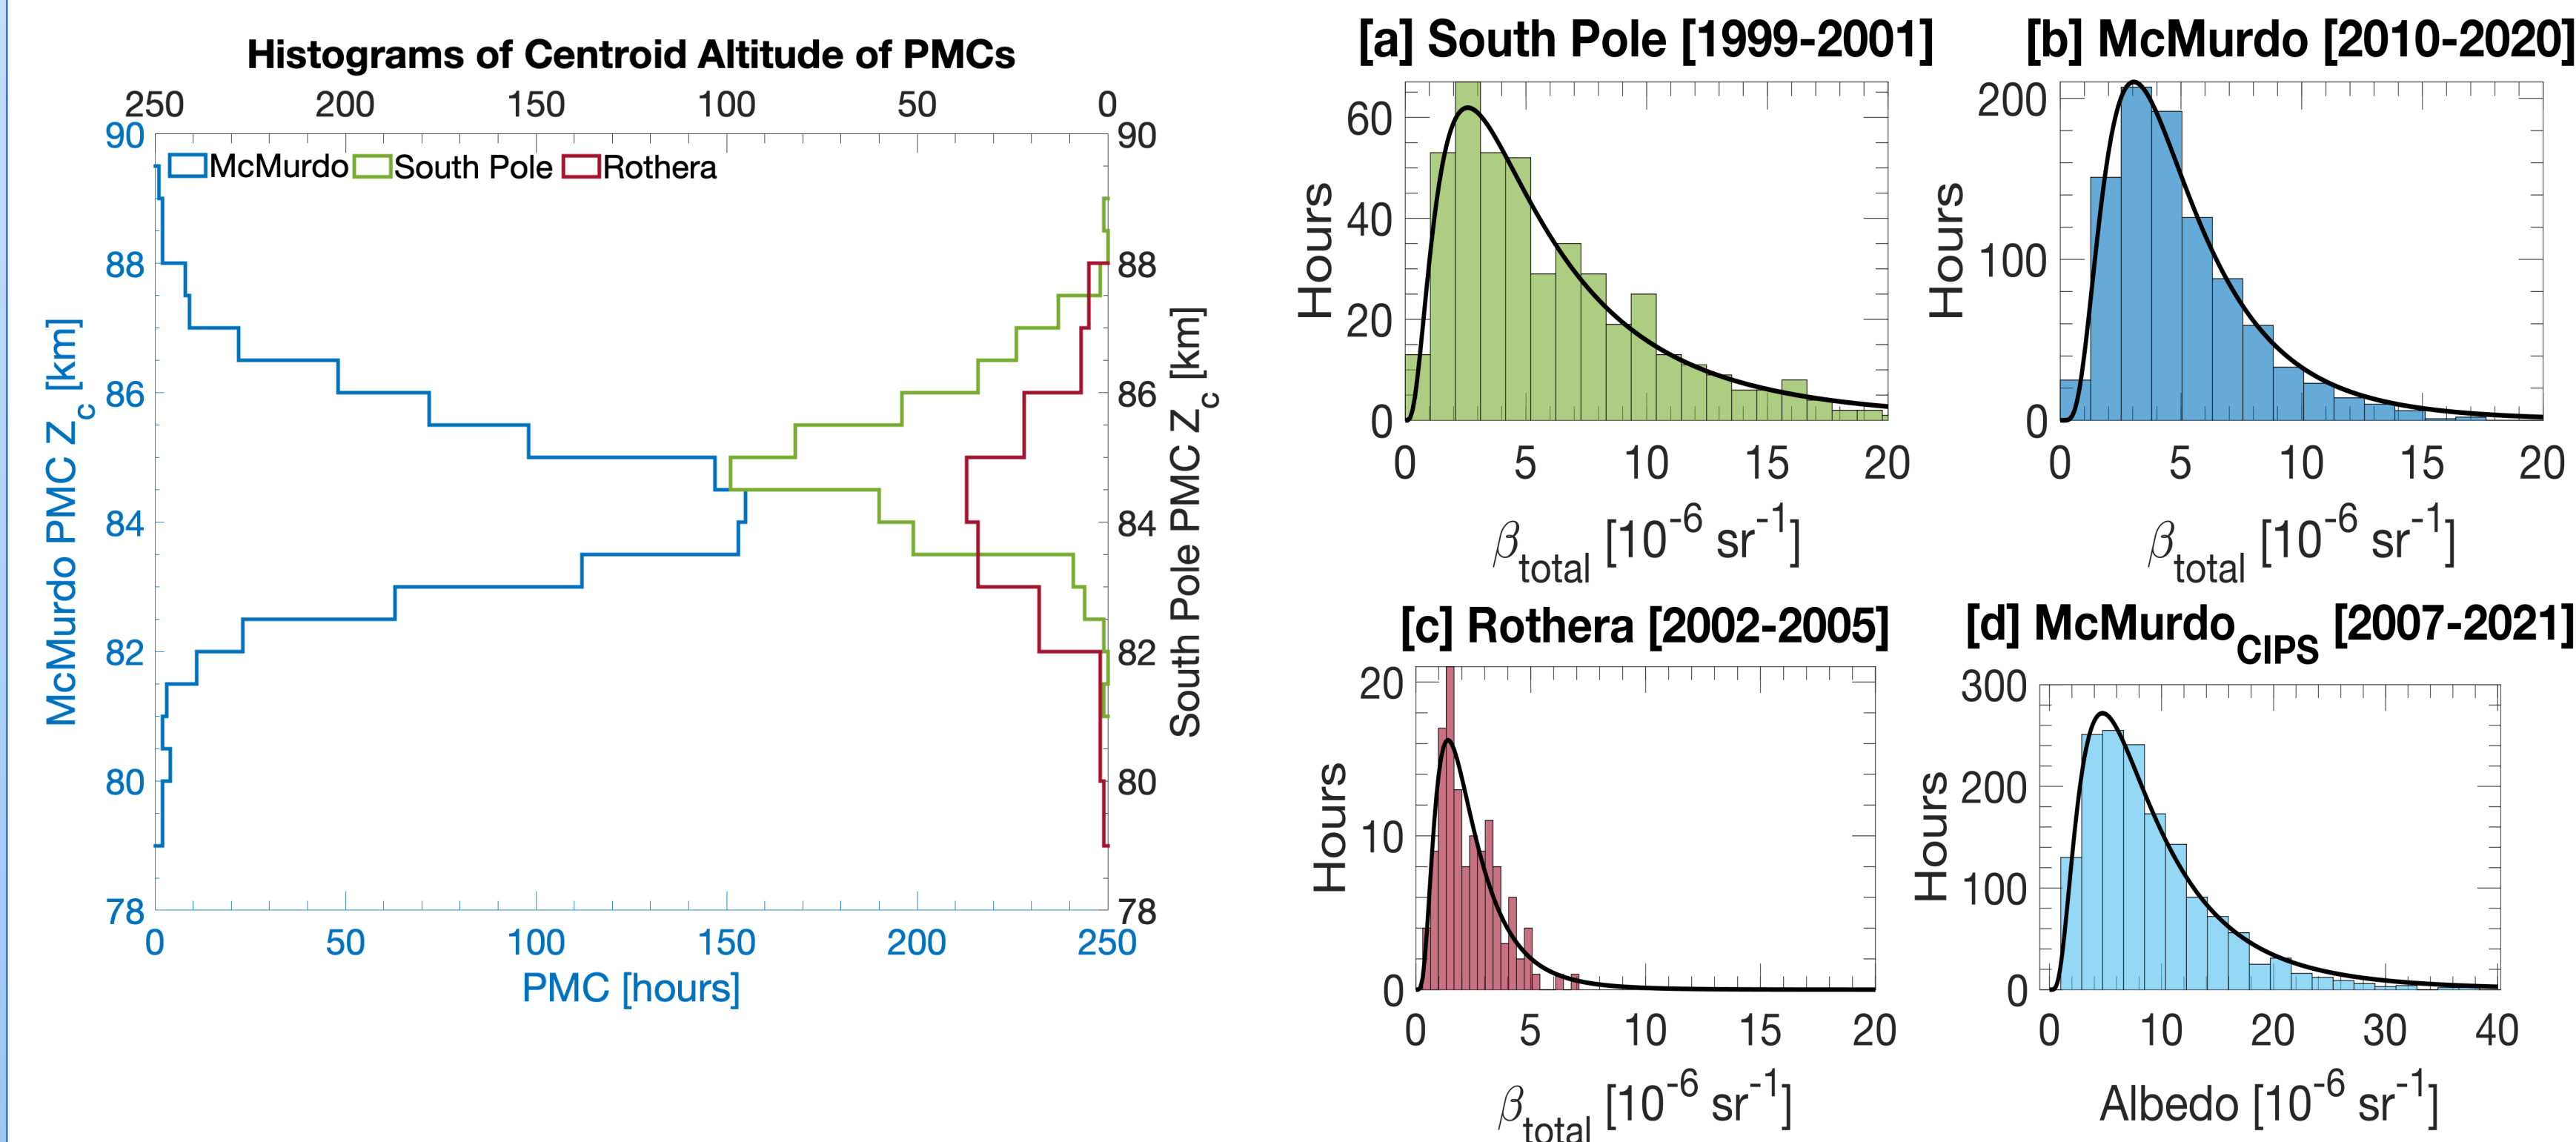 Histograms of Centroid Altitude of PMCs
250 200 150 100 50 0
McMurdo South Pole Rothera
90 88 86 84 82 80 78
McMurdo PMC Z_c [km]
90 88 86 84 82 80 78
South Pole PMC Z_c [km]
0 50 100 150 200 250
PMC [hours]
[a] South Pole [1999-2001]
60 40 20 0
Hours
0 5 10 15 20
β_total [10^-6 sr^-1]
[b] McMurdo [2010-2020]
200 100 0
Hours
0 5 10 15 20
β_total [10^-6 sr^-1]
[c] Rothera [2002-2005]
20 10 0
Hours
0 5 10 15 20
β_total [10^-6 sr^-1]
[d] McMurdo_CIPS [2007-2021]
300 200 100 0
Hours
0 10 20 30 40
Albedo [10^-6 sr^-1]